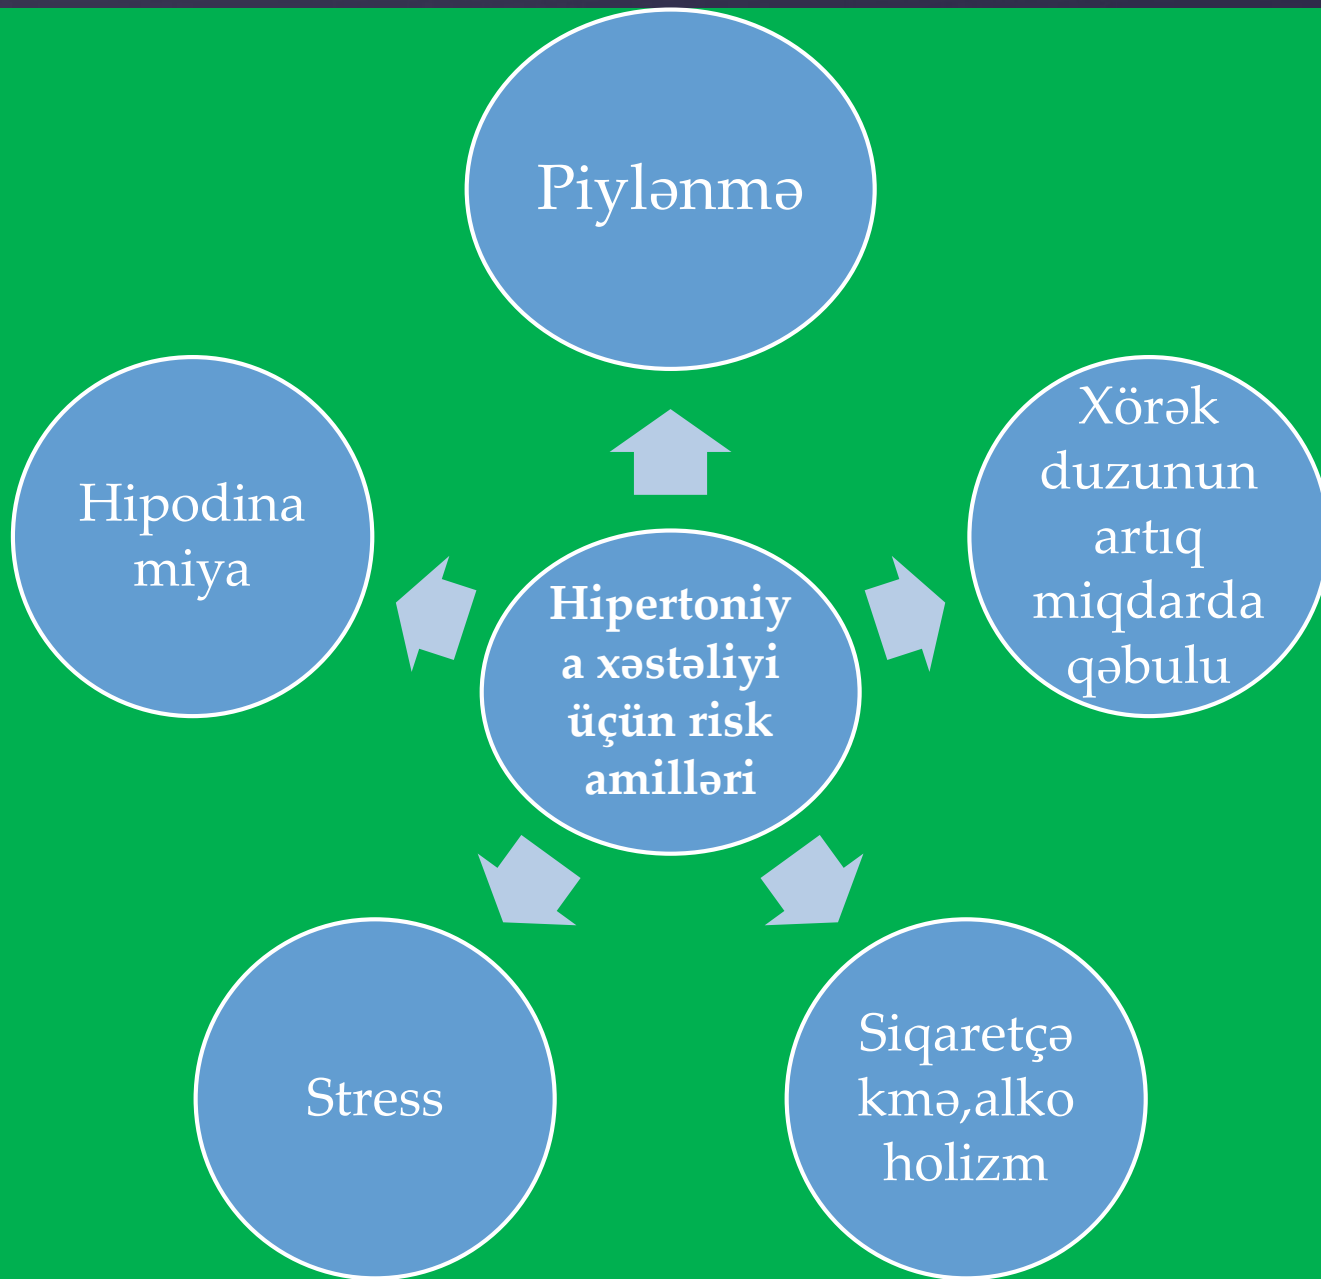 Piylənmə
Xörək
duzunun
artıq
miqdarda
qəbulu
Hipodina
miya
Hipertoniy
a xəstəliyi
üçün risk
amilləri
Siqaretçə
kmə,alko
holizm
Stress